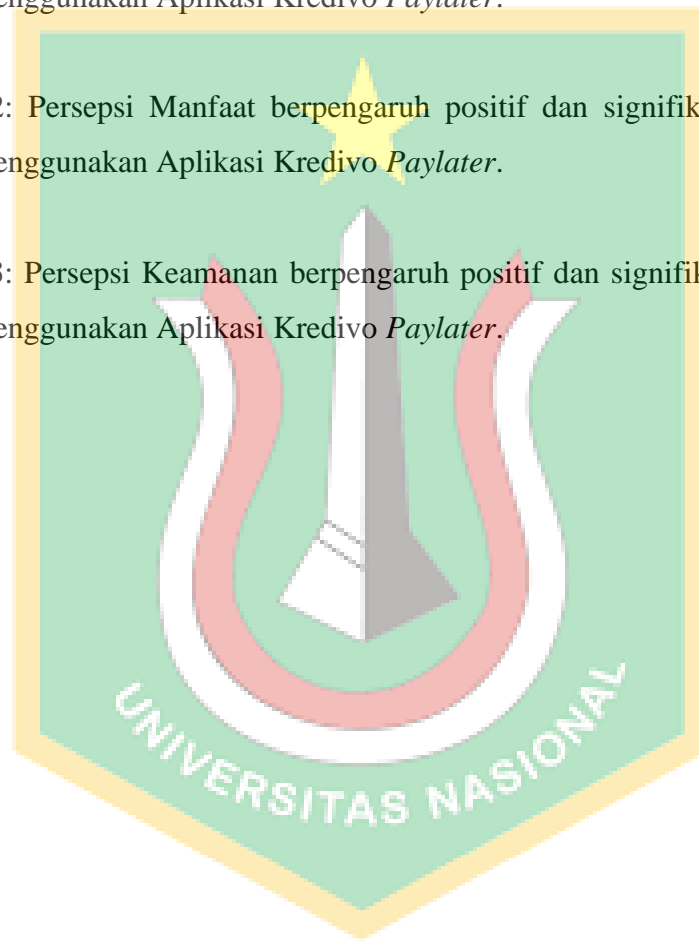 enggunakan Aplikasi Kredivo Paylater.
2: Persepsi Manfaat berpengaruh positif dan signifik
enggunakan Aplikasi Kredivo Paylater.
3: Persepsi Keamanan berpengaruh positif dan signifik
enggunakan Aplikasi Kredivo Paylater.
UNIVERSITAS NASIONAL